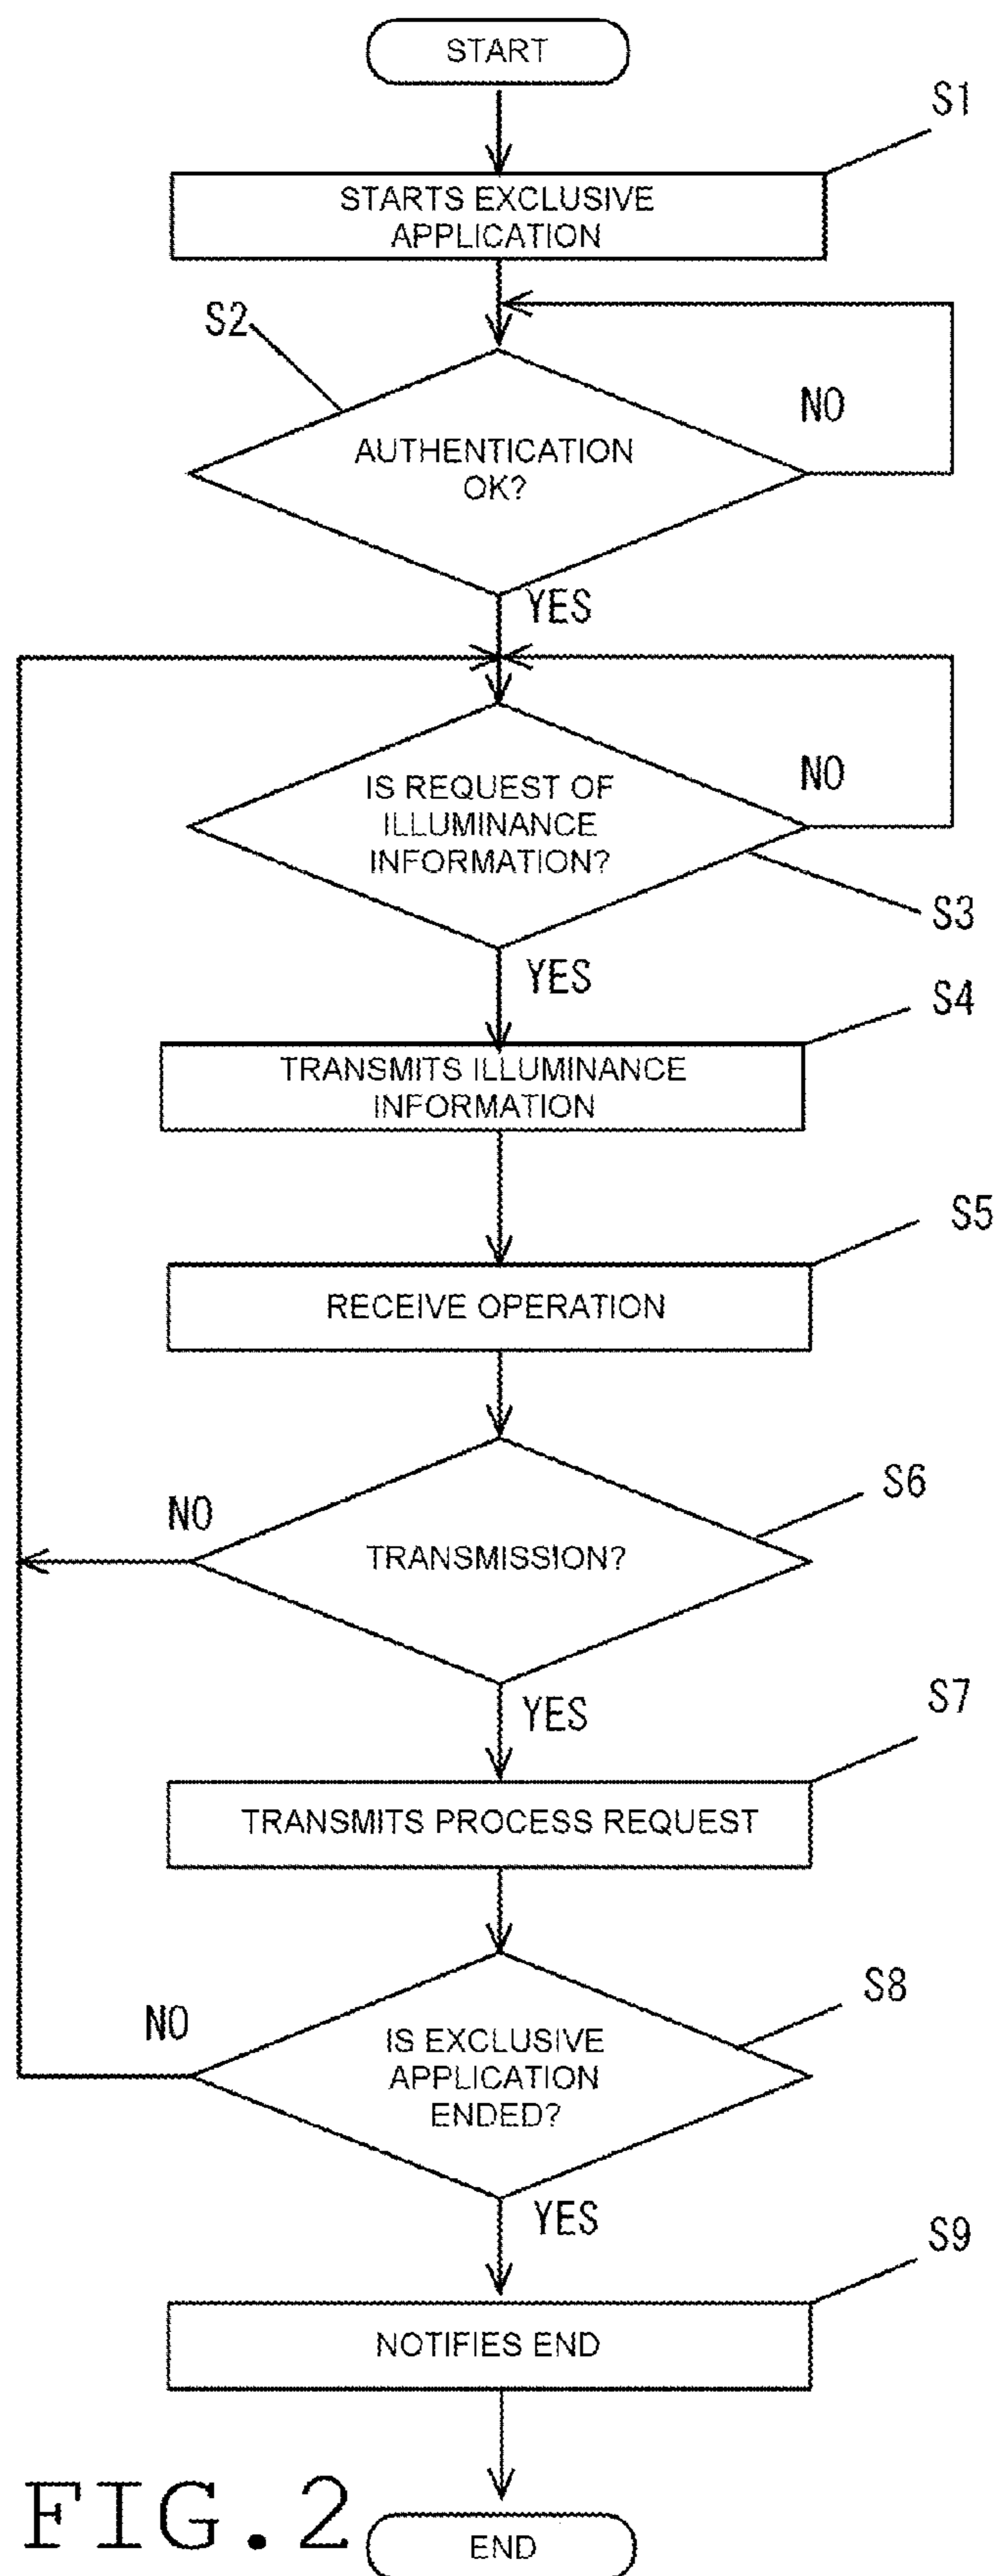 START
S1
STARTS EXCLUSIVE
APPLICATION
S2
NO
AUTHENTICATION
OK?
YES
NO
IS REQUEST OF
ILLUMINANCE
INFORMATION?
S3
YES
S4
TRANSMITS ILLUMINANCE
INFORMATION
S5
RECEIVE OPERATION
S6
NO
TRANSMISSION?
YES
S7
TRANSMITS PROCESS REQUEST
S8
NO
IS EXCLUSIVE
APPLICATION
ENDED?
YES
S9
NOTIFIES END
FIG.2
END